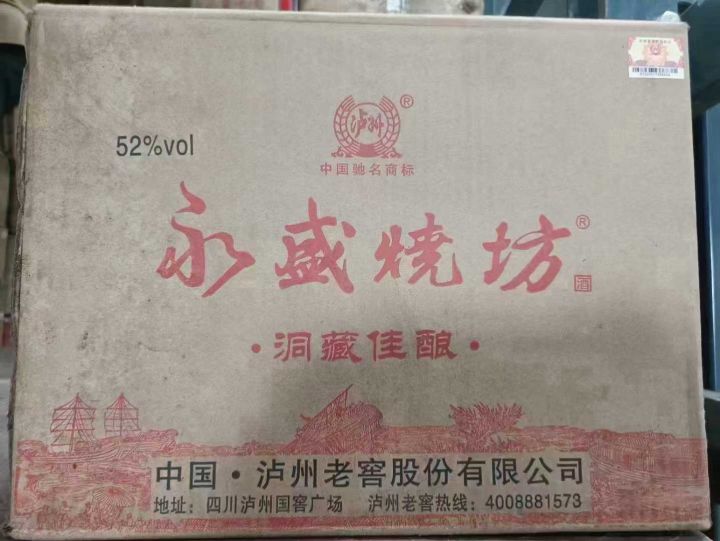 泸州®
52%vol
中国驰名商标
永盛烧坊®
酒
·洞藏佳酿·
中国·泸州老窖股份有限公司
地址：四川泸州国窖广场 泸州老窖热线：4008881573